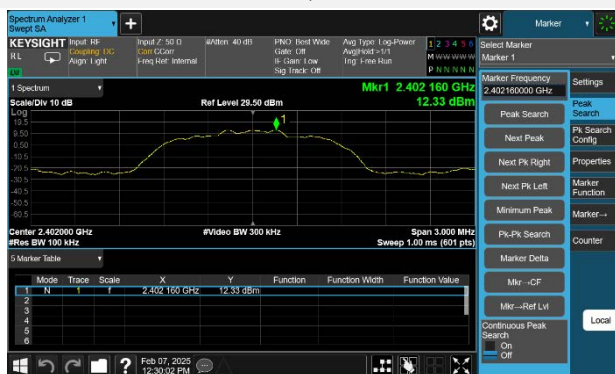 Spectrum Analyzer 1
Swept SA
Marker
KEYSIGHT
RL
Input: RF
Coupling: DC
Align: Light
Input Z: 50 Ω
Corr CCorr
Freq Ref: Internal
#Atten: 40 dB
PNO: Best Wide
Gate: Off
IF Gain: Low
Sig Track: Off
Avg Type: Log-Power
Avg|Hold:>1/1
Trig: Free Run
1 2 3 4 5 6
M W W W W W
P N N N N N
1 Spectrum
Scale/Div 10 dB
Ref Level 29.50 dBm
Mkr1 2.402 160 GHz
12.33 dBm
Log
19.5
9.50
0.50
-10.5
-20.5
-30.5
-40.5
-50.5
-60.5
1
Center 2.402000 GHz
#Res BW 100 kHz
#Video BW 300 kHz
Span 3.000 MHz
Sweep 1.00 ms (601 pts)
5 Marker Table
Mode Trace Scale X Y Function Function Width Function Value
1 N 1 f 2.402 160 GHz 12.33 dBm
2
3
4
5
6
Feb 07, 2025
12:30:02 PM
Select Marker
Marker 1
Marker Frequency
2.402160000 GHz
Peak Search
Next Peak
Next Pk Right
Next Pk Left
Minimum Peak
Pk-Pk Search
Marker Delta
Mkr→CF
Mkr→Ref Lvl
Continuous Peak
Search
On
Off
Settings
Peak
Search
Pk Search
Config
Properties
Marker
Function
Marker→
Counter
Local